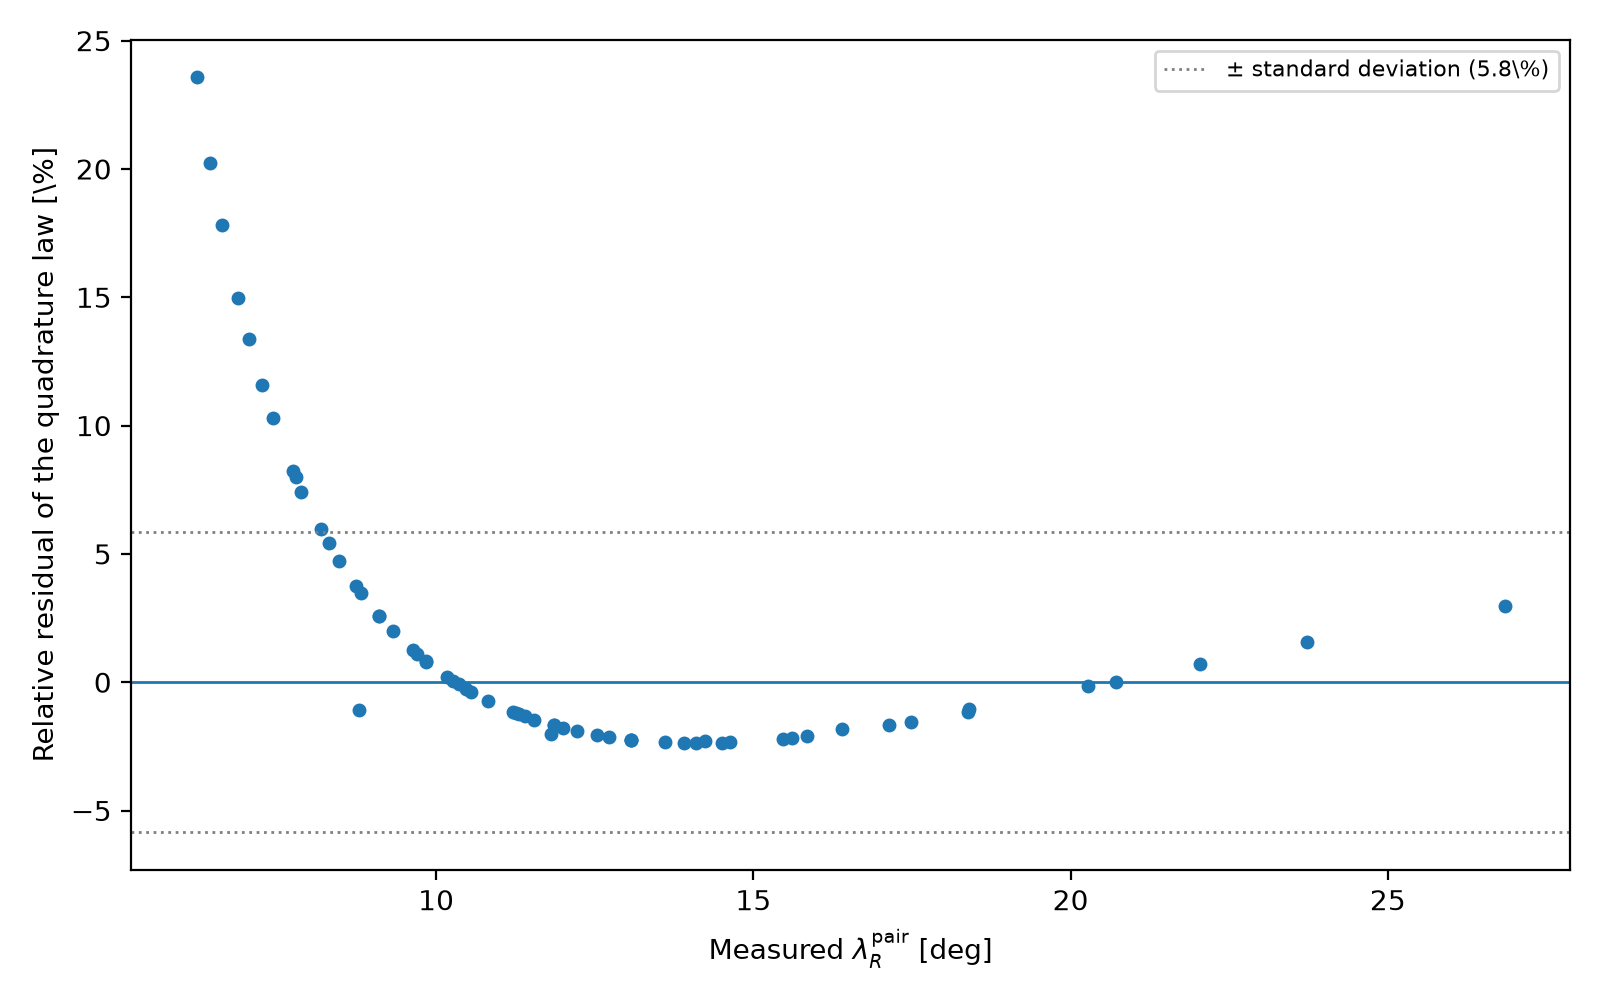 ± standard deviation (5.8\%)
Relative residual of the quadrature law [\%]
25
20
15
10
5
0
−5
10 15 20 25
Measured λ_R^pair [deg]